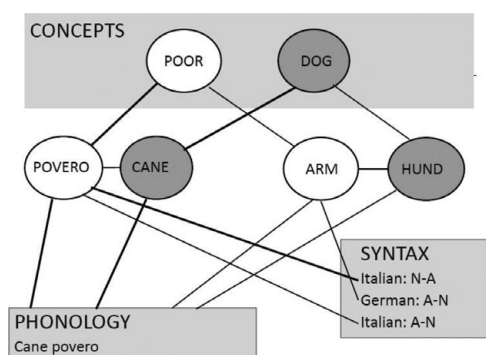 CONCEPTS
POOR
DOG
POVERO
CANE
ARM
HUND
SYNTAX
Italian: N-A
German: A-N
Italian: A-N
PHONOLOGY
Cane povero